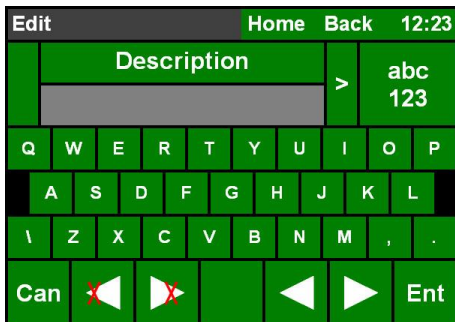 Edit Home Back 12:23
Description
> abc
123
Q W E R T Y U I O P
A S D F G H J K L
\ Z X C V B N M , .
Can Ent